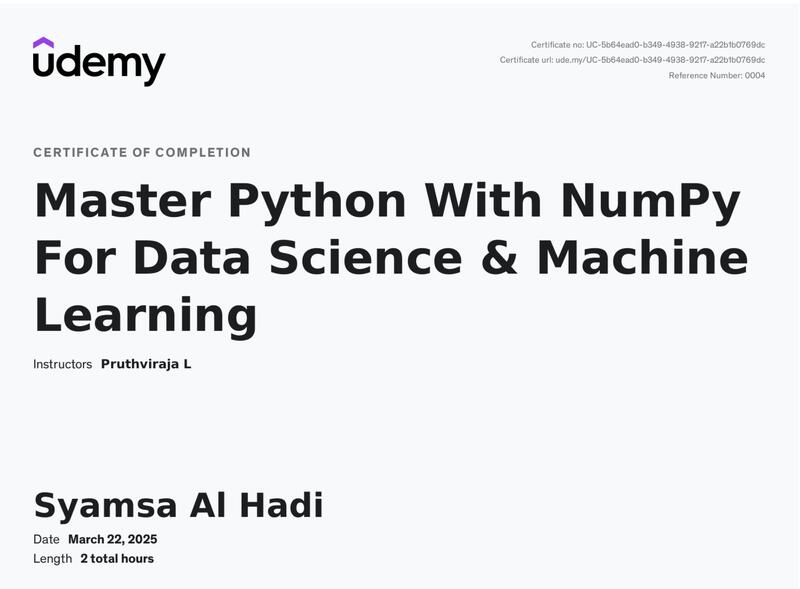 udemy
Certificate no: UC-5b64ead0-b349-4938-9217-a22b1b0769dc
Certificate url: ude.my/UC-5b64ead0-b349-4938-9217-a22b1b0769dc
Reference Number: 0004
CERTIFICATE OF COMPLETION
Master Python With NumPy
For Data Science & Machine
Learning
Instructors Pruthviraja L
Syamsa Al Hadi
Date March 22, 2025
Length 2 total hours